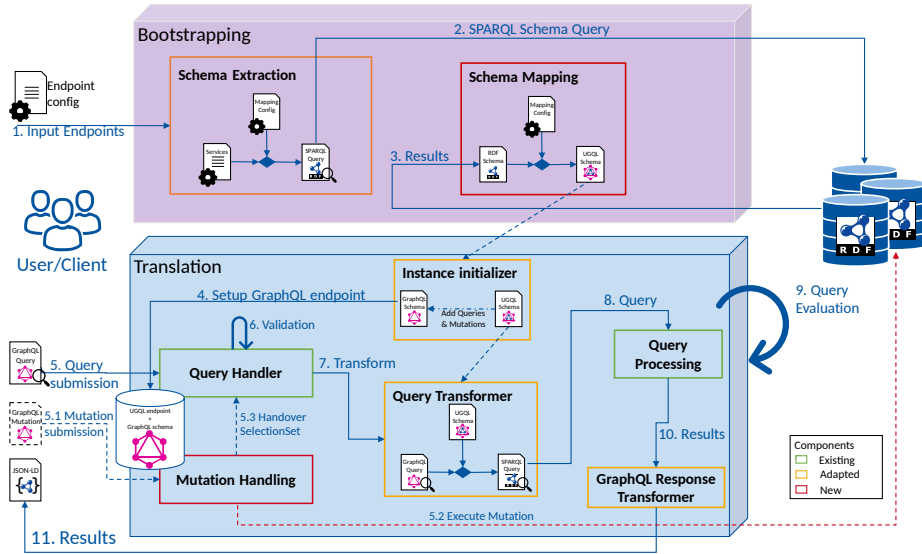 Bootstrapping
2. SPARQL Schema Query
Schema Extraction
Mapping
Config
Services
SPARQL
Query
Schema Mapping
Mapping
Config
3. Results
RDF
Schema
UGQL
Schema
Endpoint
config
1. Input Endpoints
User/Client
RDF
Translation
Instance initializer
4. Setup GraphQL endpoint
GraphQL
Schema
Add Queries
& Mutations
UGQL
Schema
8. Query
9. Query
Evaluation
6. Validation
GraphQL
Query
5. Query
submission
Query Handler
7. Transform
Query
Processing
GraphQL
Mutation
5.1 Mutation
submission
UGQL endpoint
+
GraphQL schema
5.3 Handover
SelectionSet
Query Transformer
UGQL
Schema
GraphQL
Query
SPARQL
Query
10. Results
JSON-LD
Mutation Handling
GraphQL Response
Transformer
5.2 Execute Mutation
11. Results
Components
Existing
Adapted
New